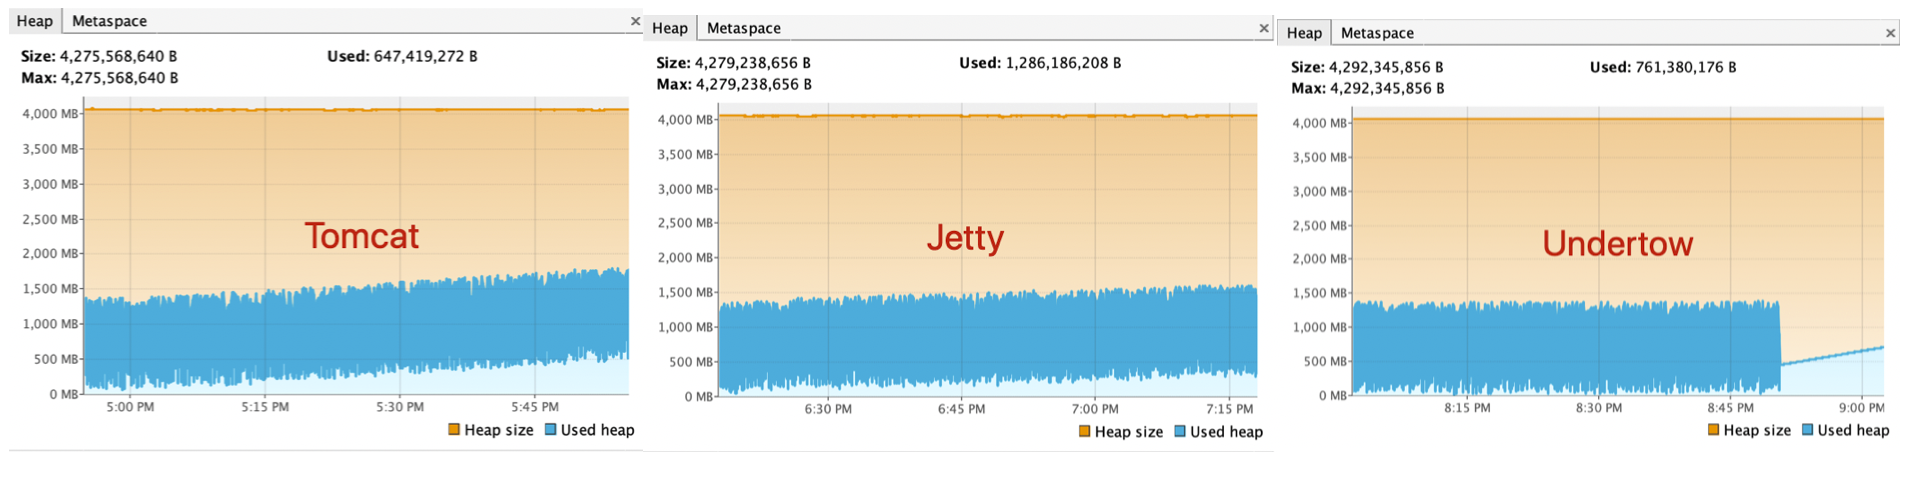 Heap Metaspace ×
Size: 4,275,568,640 B Used: 647,419,272 B
Max: 4,275,568,640 B
4,000 MB
3,500 MB
3,000 MB
2,500 MB
2,000 MB
1,500 MB
1,000 MB
500 MB
0 MB
Tomcat
5:00 PM 5:15 PM 5:30 PM 5:45 PM
Heap size Used heap
Heap Metaspace ×
Size: 4,279,238,656 B Used: 1,286,186,208 B
Max: 4,279,238,656 B
4,000 MB
3,500 MB
3,000 MB
2,500 MB
2,000 MB
1,500 MB
1,000 MB
500 MB
0 MB
Jetty
6:30 PM 6:45 PM 7:00 PM 7:15 PM
Heap size Used heap
Heap Metaspace ×
Size: 4,292,345,856 B Used: 761,380,176 B
Max: 4,292,345,856 B
4,000 MB
3,500 MB
3,000 MB
2,500 MB
2,000 MB
1,500 MB
1,000 MB
500 MB
0 MB
Undertow
8:15 PM 8:30 PM 8:45 PM 9:00 PM
Heap size Used heap